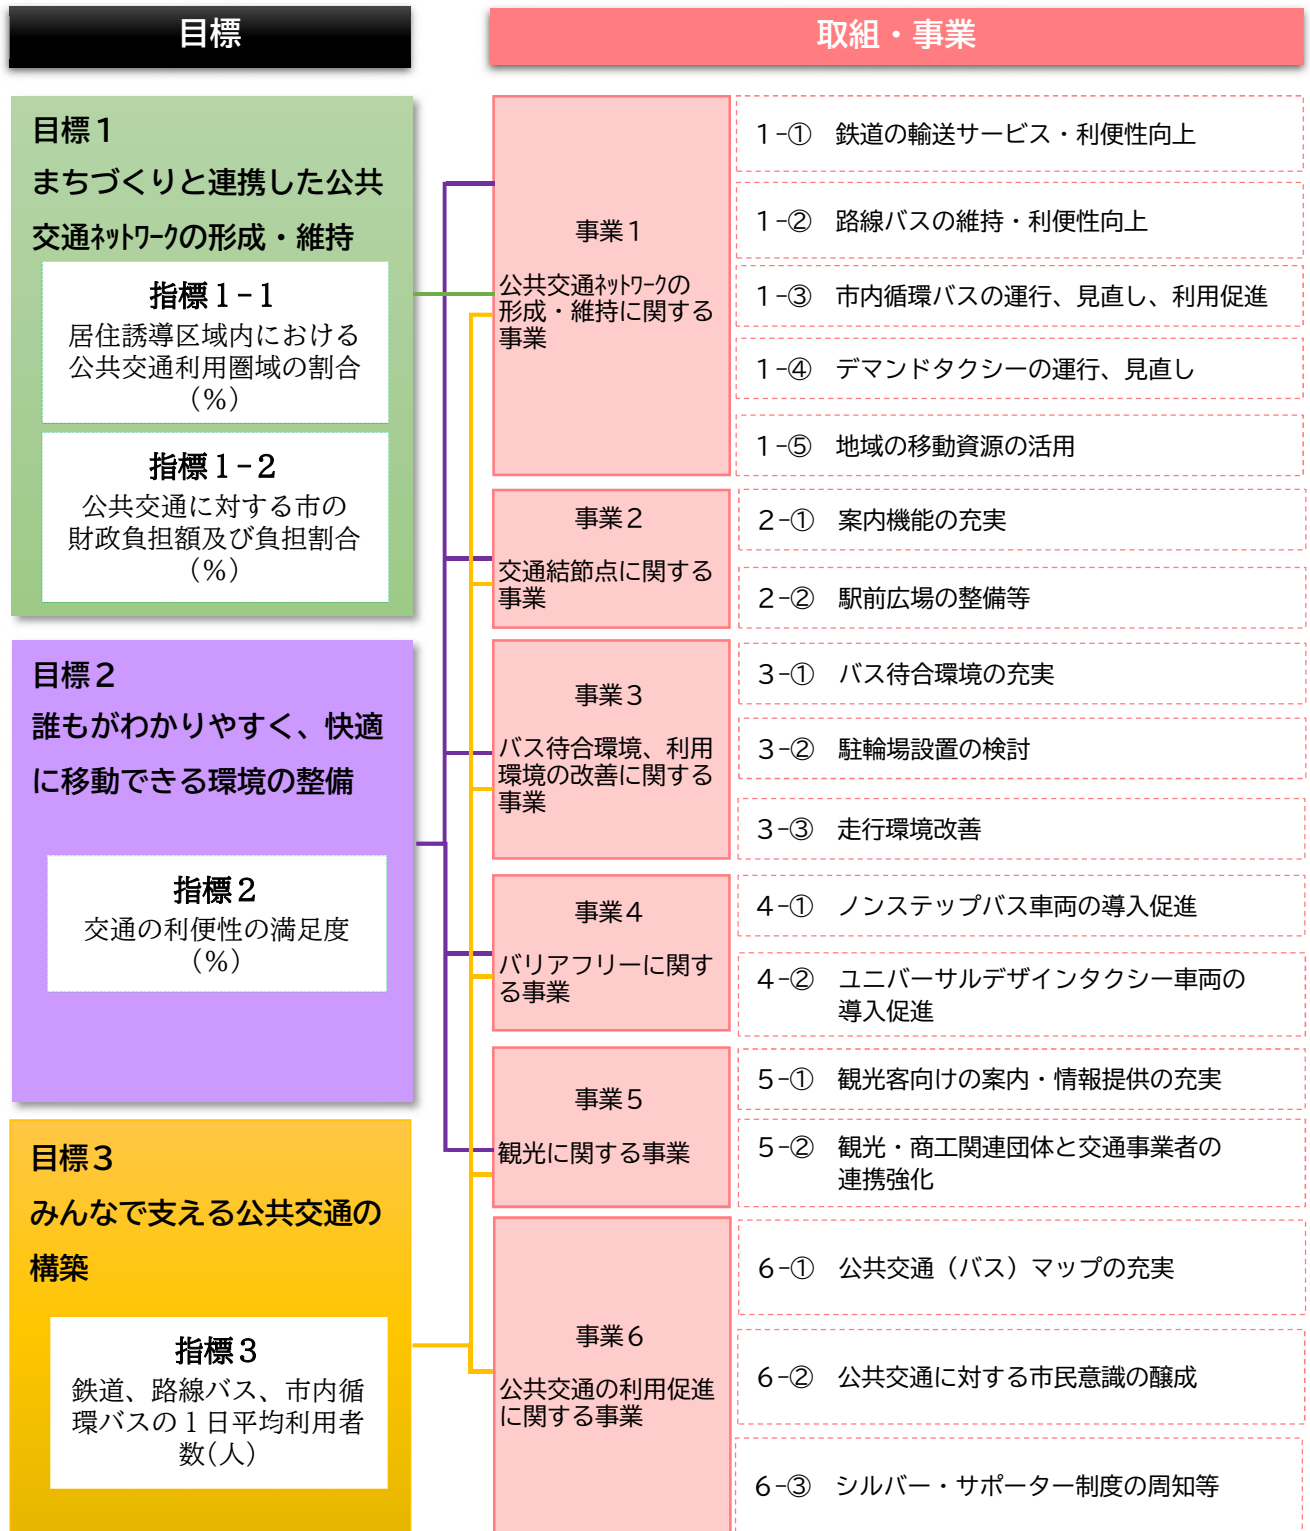 目標
取組・事業
目標1
まちづくりと連携した公共
交通ﾈｯﾄﾜｰｸの形成・維持
指標1-1
居住誘導区域内における
公共交通利用圏域の割合
(%)
指標1-2
公共交通に対する市の
財政負担額及び負担割合
(%)
目標2
誰もがわかりやすく、快適
に移動できる環境の整備
指標2
交通の利便性の満足度
(%)
目標3
みんなで支える公共交通の
構築
指標3
鉄道、路線バス、市内循
環バスの1日平均利用者
数(人)
事業1
公共交通ﾈｯﾄﾜｰｸの
形成・維持に関する
事業
1-① 鉄道の輸送サービス・利便性向上
1-② 路線バスの維持・利便性向上
1-③ 市内循環バスの運行、見直し、利用促進
1-④ デマンドタクシーの運行、見直し
1-⑤ 地域の移動資源の活用
事業2
交通結節点に関する
事業
2-① 案内機能の充実
2-② 駅前広場の整備等
事業3
バス待合環境、利用
環境の改善に関する
事業
3-① バス待合環境の充実
3-② 駐輪場設置の検討
3-③ 走行環境改善
事業4
バリアフリーに関す
る事業
4-① ノンステップバス車両の導入促進
4-② ユニバーサルデザインタクシー車両の
導入促進
事業5
観光に関する事業
5-① 観光客向けの案内・情報提供の充実
5-② 観光・商工関連団体と交通事業者の
連携強化
事業6
公共交通の利用促進
に関する事業
6-① 公共交通（バス）マップの充実
6-② 公共交通に対する市民意識の醸成
6-③ シルバー・サポーター制度の周知等